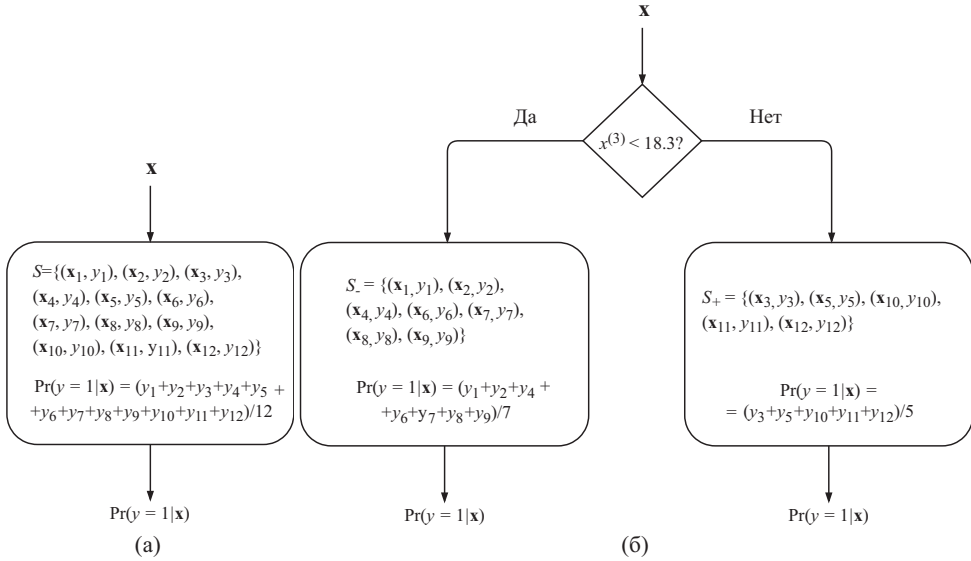 x
Да
Нет
x⁽³⁾ < 18.3?
x
S={(x₁, y₁), (x₂, y₂), (x₃, y₃),
(x₄, y₄), (x₅, y₅), (x₆, y₆),
(x₇, y₇), (x₈, y₈), (x₉, y₉),
(x₁₀, y₁₀), (x₁₁, y₁₁), (x₁₂, y₁₂)}
Pr(y = 1|x) = (y₁+y₂+y₃+y₄+y₅ +
+y₆+y₇+y₈+y₉+y₁₀+y₁₁+y₁₂)/12
Pr(y = 1|x)
(а)
S₋ = {(x₁, y₁), (x₂, y₂),
(x₄, y₄), (x₆, y₆), (x₇, y₇),
(x₈, y₈), (x₉, y₉)}
Pr(y = 1|x) = (y₁+y₂+y₄ +
+y₆+y₇+y₈+y₉)/7
Pr(y = 1|x)
S₊ = {(x₃, y₃), (x₅, y₅), (x₁₀, y₁₀),
(x₁₁, y₁₁), (x₁₂, y₁₂)}
Pr(y = 1|x) =
= (y₃+y₅+y₁₀+y₁₁+y₁₂)/5
Pr(y = 1|x)
(б)